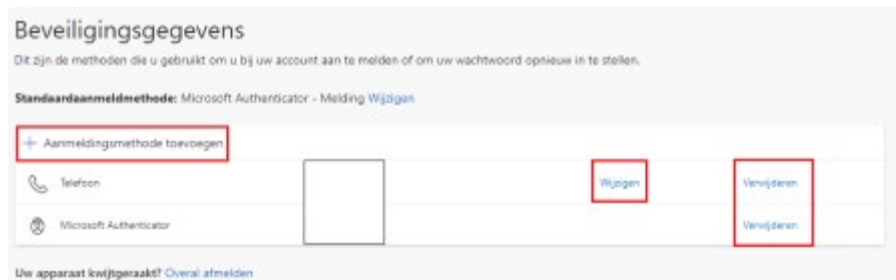 Beveiligingsgegevens
Dit zijn de methoden die u gebruikt om u bij uw account aan te melden of om uw wachtwoord opnieuw in te stellen.
Standaardaanmeldmethode: Microsoft Authenticator - Melding Wijzigen
+ Aanmeldingsmethode toevoegen
Telefoon Wijzigen Verwijderen
Microsoft Authenticator Verwijderen
Uw apparaat kwijtgeraakt? Overal afmelden